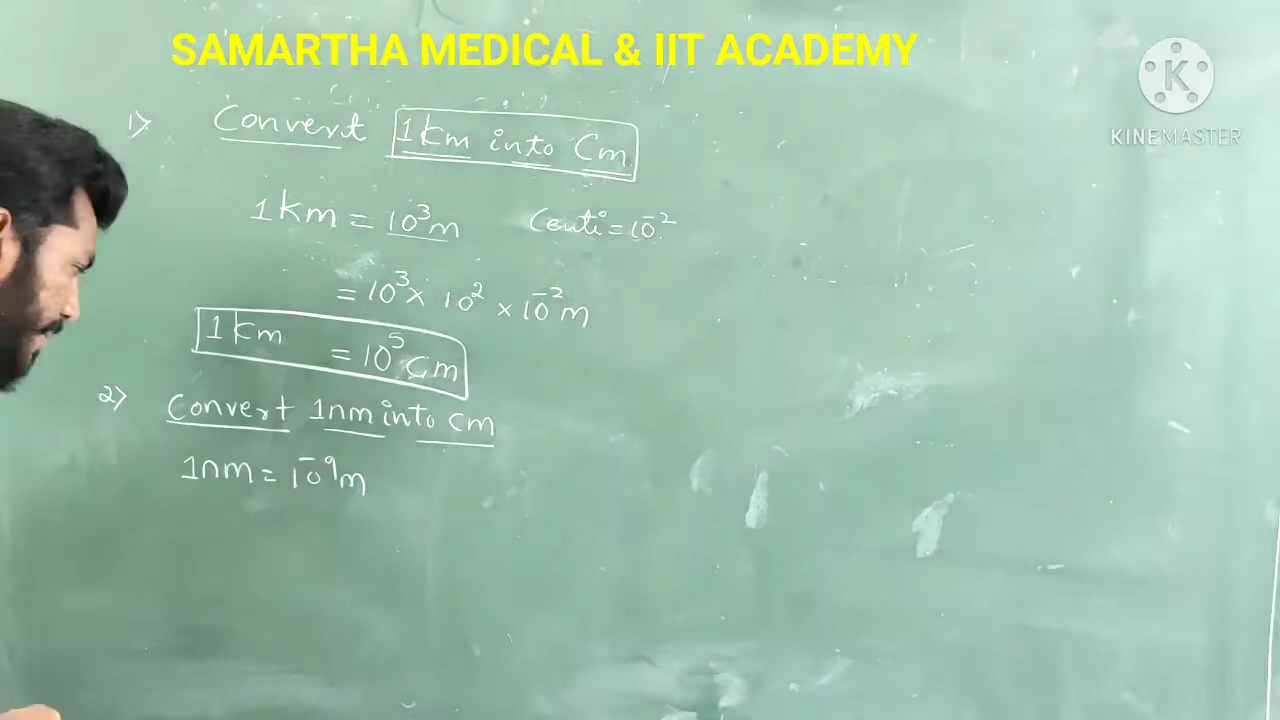 SAMARTHA MEDICAL & IIT ACADEMY
KINEMASTER
1) Convert 1km into Cm
1km = 10³m Centi = 10⁻²
= 10³ × 10² × 10⁻²m
1km = 10⁵ Cm
2) Convert 1nm into cm
1nm = 10⁻⁹m